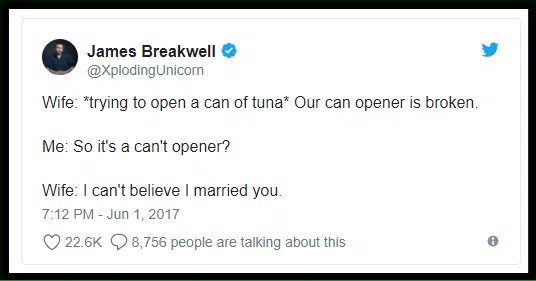 James Breakwell
@XplodingUnicorn
Wife: *trying to open a can of tuna* Our can opener is broken.
Me: So it's a can't opener?
Wife: I can't believe I married you.
7:12 PM - Jun 1, 2017
22.6K 8,756 people are talking about this